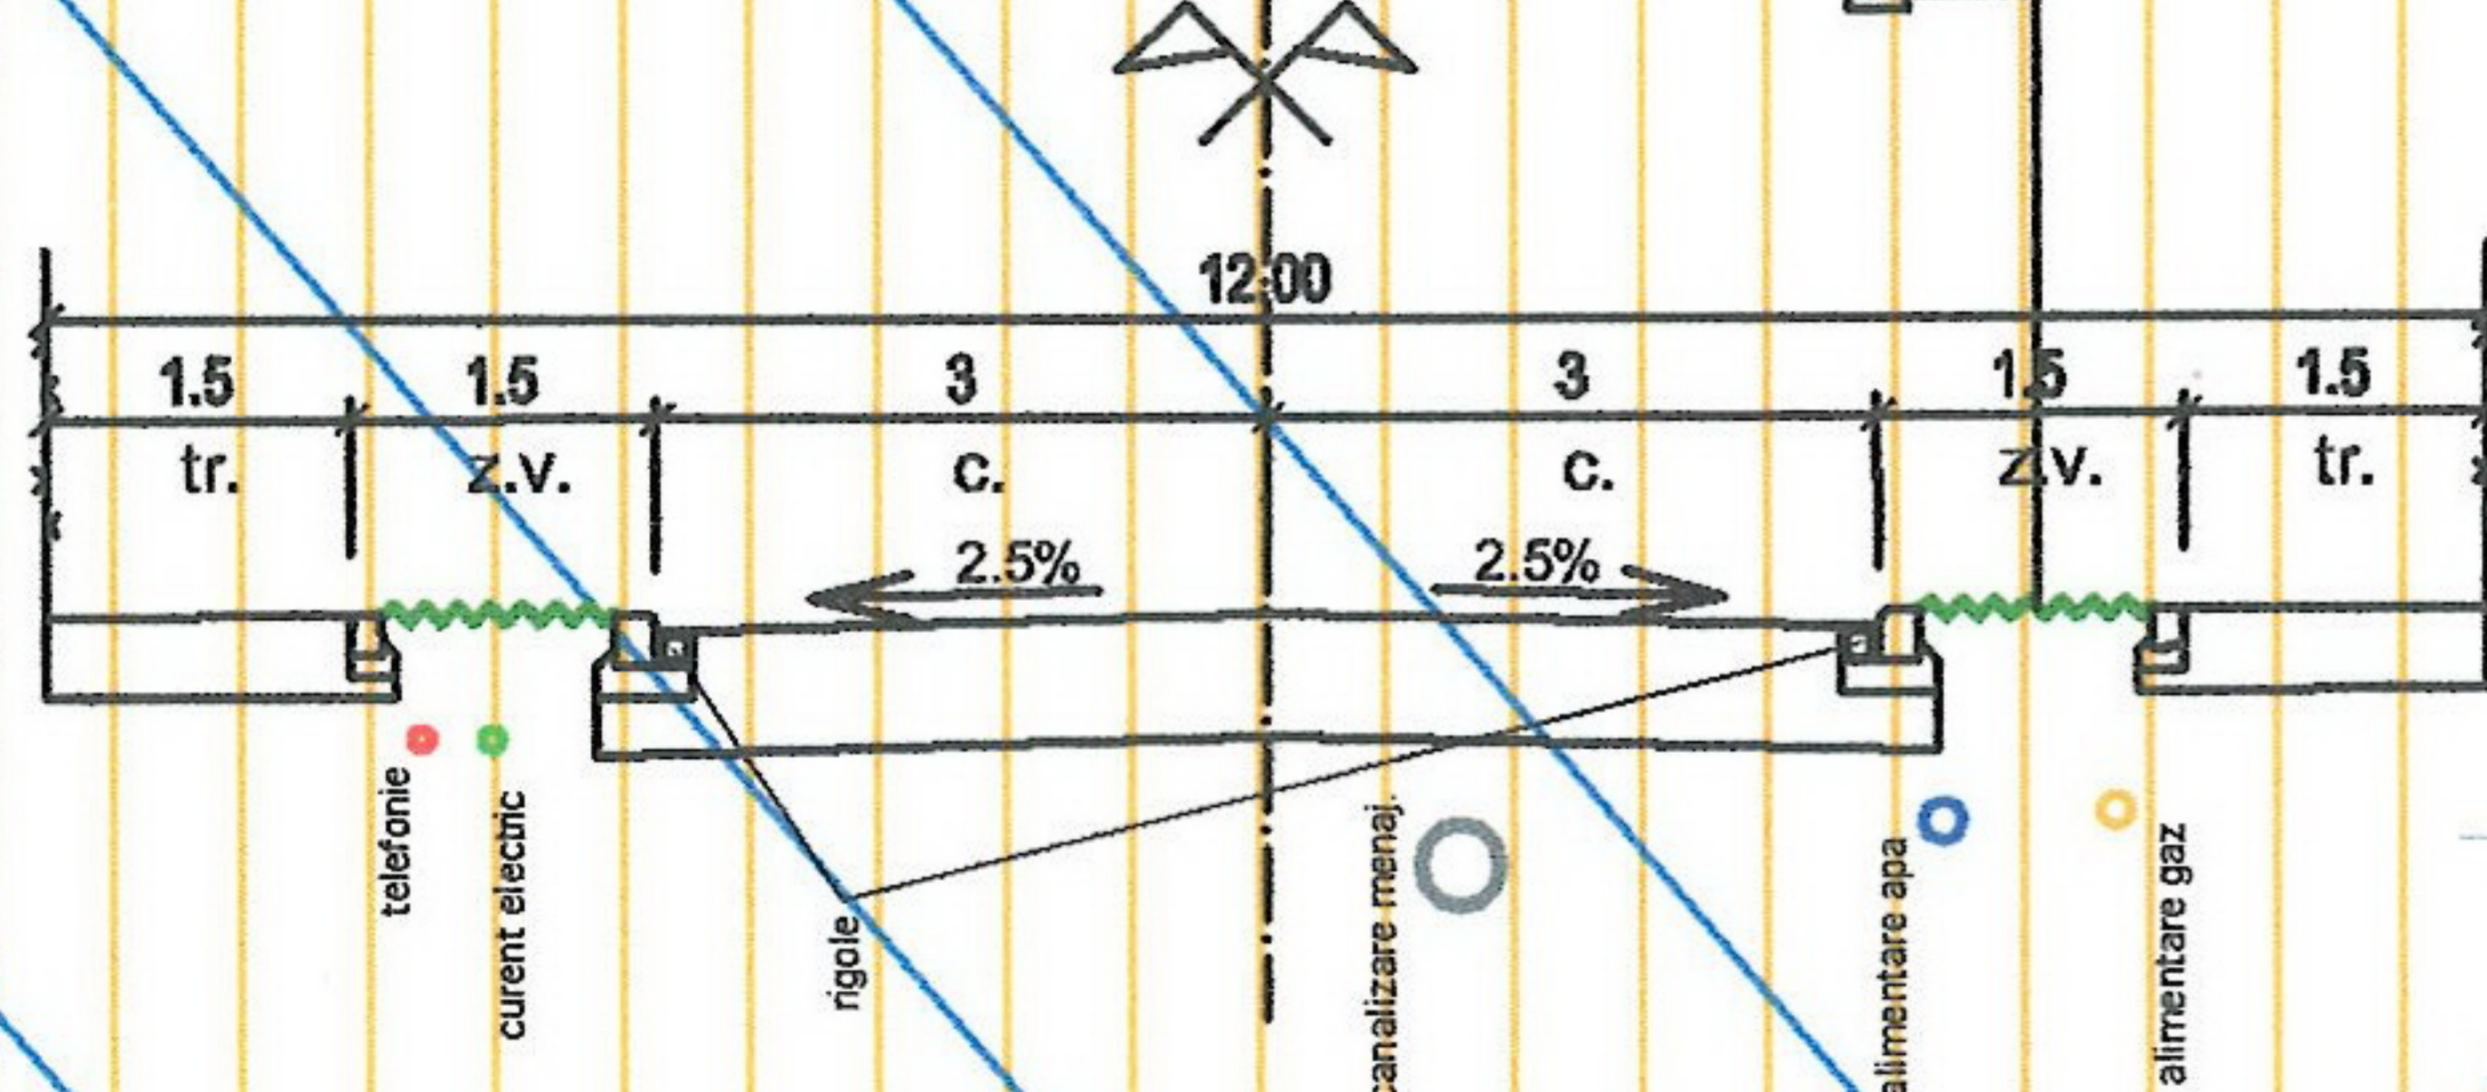 12.00
1.5 1.5 3 3 1.5 1.5
tr. z.v. c. c. z.v. tr.
2.5% 2.5%
telefonie
curent electric
rigole
canalizare menaj.
alimentare apa
alimentare gaz